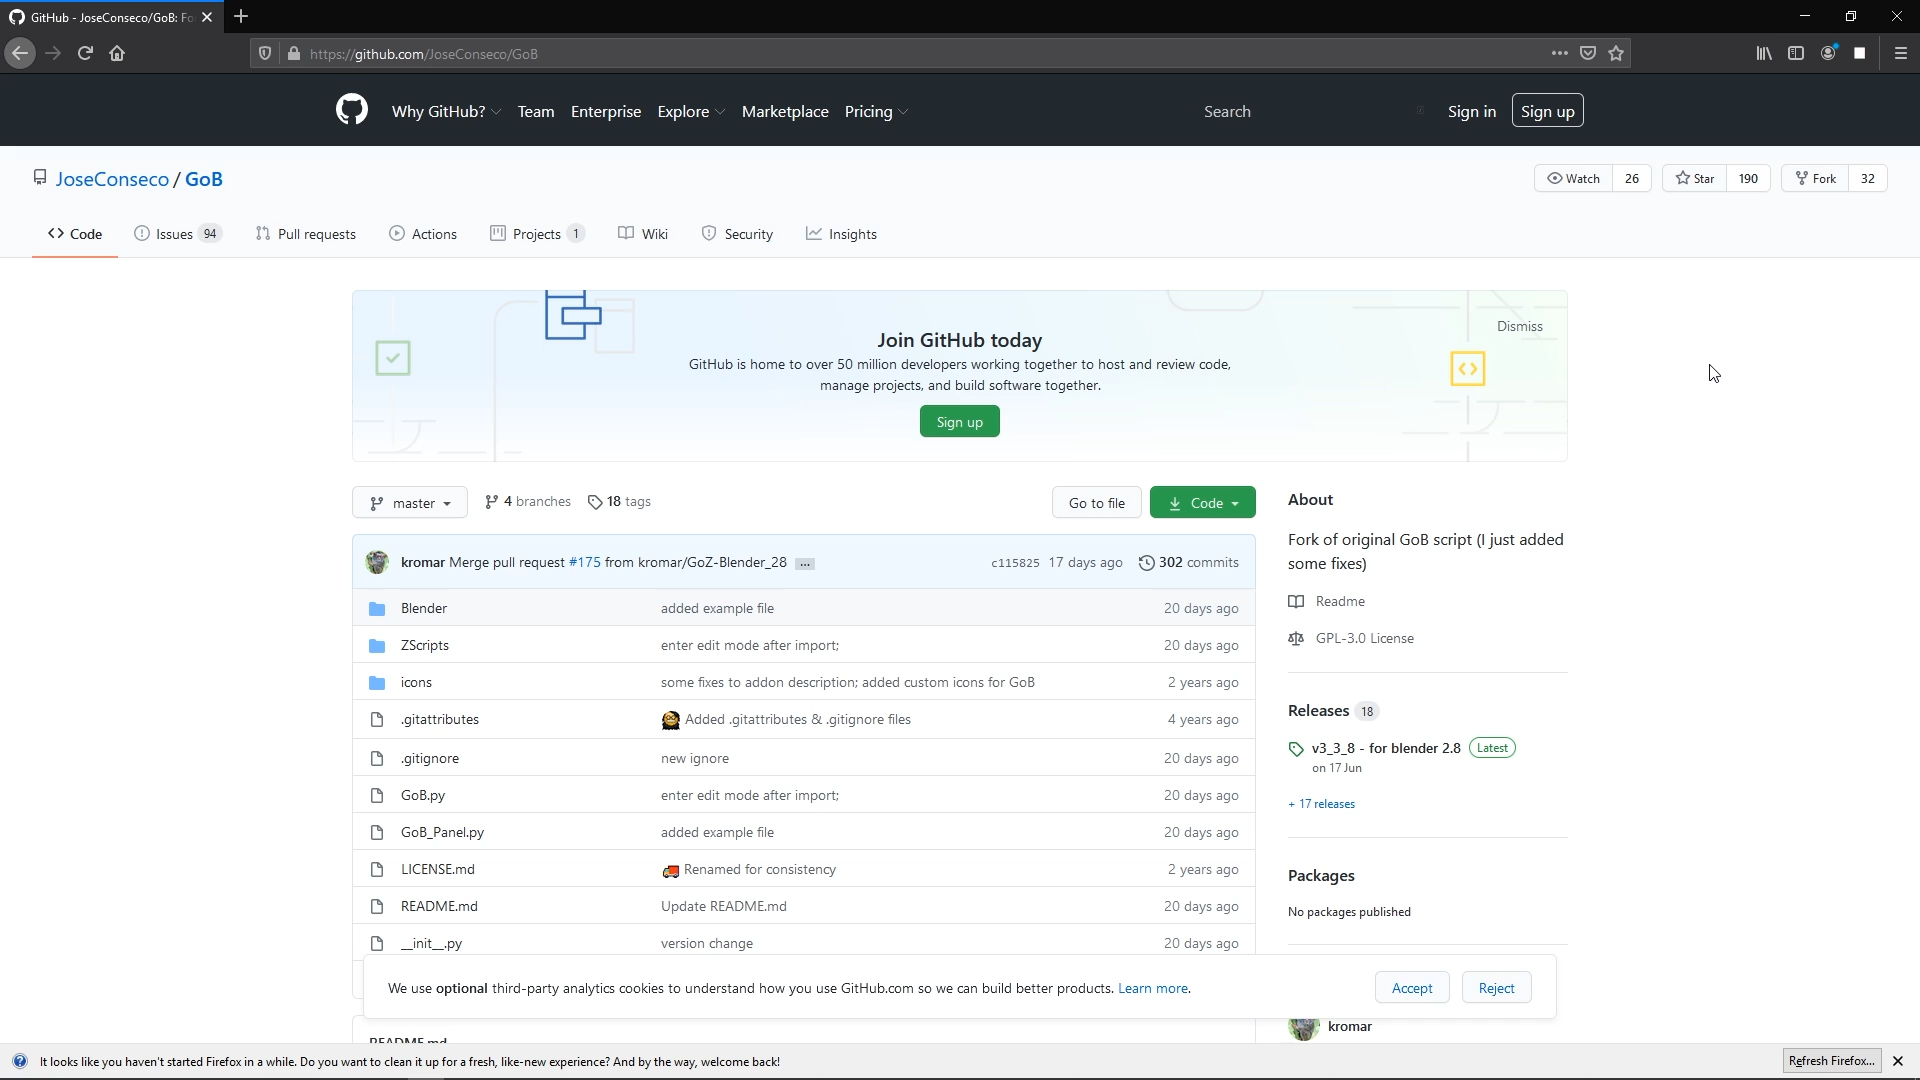 GitHub - JoseConseco/GoB: Fo
https://github.com/JoseConseco/GoB
Why GitHub? Team Enterprise Explore Marketplace Pricing Search Sign in Sign up
JoseConseco / GoB Watch 26 Star 190 Fork 32
Code Issues 94 Pull requests Actions Projects 1 Wiki Security Insights
Dismiss
Join GitHub today
GitHub is home to over 50 million developers working together to host and review code,
manage projects, and build software together.
Sign up
master 4 branches 18 tags Go to file Code
kromar Merge pull request #175 from kromar/GoZ-Blender_28 ... c115825 17 days ago 302 commits
Blender added example file 20 days ago
ZScripts enter edit mode after import; 20 days ago
icons some fixes to addon description; added custom icons for GoB 2 years ago
.gitattributes Added .gitattributes & .gitignore files 4 years ago
.gitignore new ignore 20 days ago
GoB.py enter edit mode after import; 20 days ago
GoB_Panel.py added example file 20 days ago
LICENSE.md Renamed for consistency 2 years ago
README.md Update README.md 20 days ago
__init__.py version change 20 days ago
README.md
About
Fork of original GoB script (I just added
some fixes)
Readme
GPL-3.0 License
Releases 18
v3_3_8 - for blender 2.8 Latest
on 17 Jun
+ 17 releases
Packages
No packages published
kromar
We use optional third-party analytics cookies to understand how you use GitHub.com so we can build better products. Learn more. Accept Reject
It looks like you haven't started Firefox in a while. Do you want to clean it up for a fresh, like-new experience? And by the way, welcome back! Refresh Firefox...